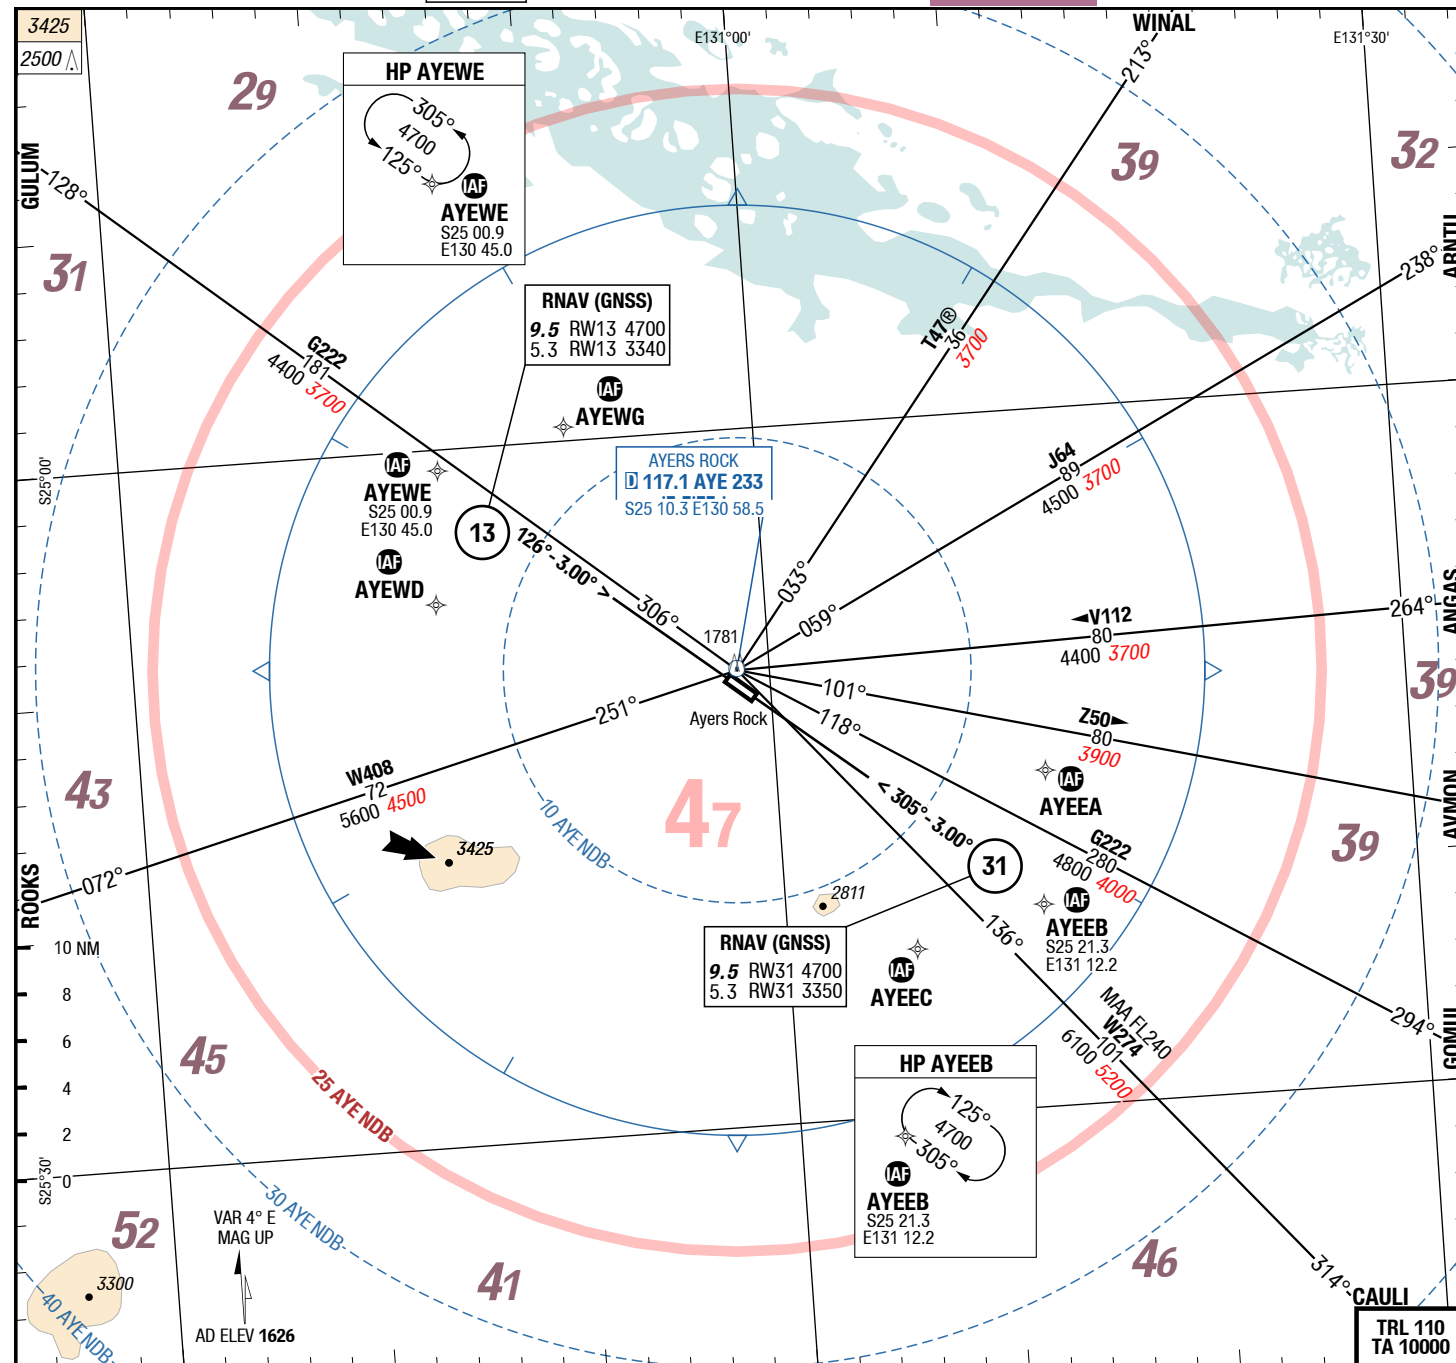 3425
2500
E131°00'
WINAL
E131°30'
29
HP AYEWE
305°
4700
125°
IAF
AYEWE
S25 00.9
E130 45.0
213°
39
32
GULUM
128°
31
238°
RNAV (GNSS)
9.5 RW13 4700
5.3 RW13 3340
G222
181
4400 3700
T47®
36
3700
IAF
AYEWG
S25°00'
IAF
AYEWE
S25 00.9
E130 45.0
13
AYERS ROCK
D 117.1 AYE 233
S25 10.3 E130 58.5
J64
89
4500 3700
IAF
AYEWD
126°-3.00° >
306°
033°
059°
ANGAS
264°
V112
80
4400 3700
1781
101°
118°
251°
Ayers Rock
Z50
80
3900
39
W408
72
5600 4500
43
47
IAF
AYEEA
AVMON
< 305°-3.00°
10 AYE NDB
3425
31
G222
280
4800 4000
39
072°
ROOKS
2811
IAF
AYEEB
S25 21.3
E131 12.2
136°
RNAV (GNSS)
9.5 RW31 4700
5.3 RW31 3350
IAF
AYEEC
10 NM
8
6
4
2
0
MAA FL240
W274
101
6100 5200
294°
GOMUL
45
25 AYE NDB
HP AYEEB
125°
4700
305°
IAF
AYEEB
S25 21.3
E131 12.2
S25°30'
30 AYE NDB
52
VAR 4° E
MAG UP
3300
40 AYE NDB
AD ELEV 1626
41
46
314°
CAULI
TRL 110
TA 10000